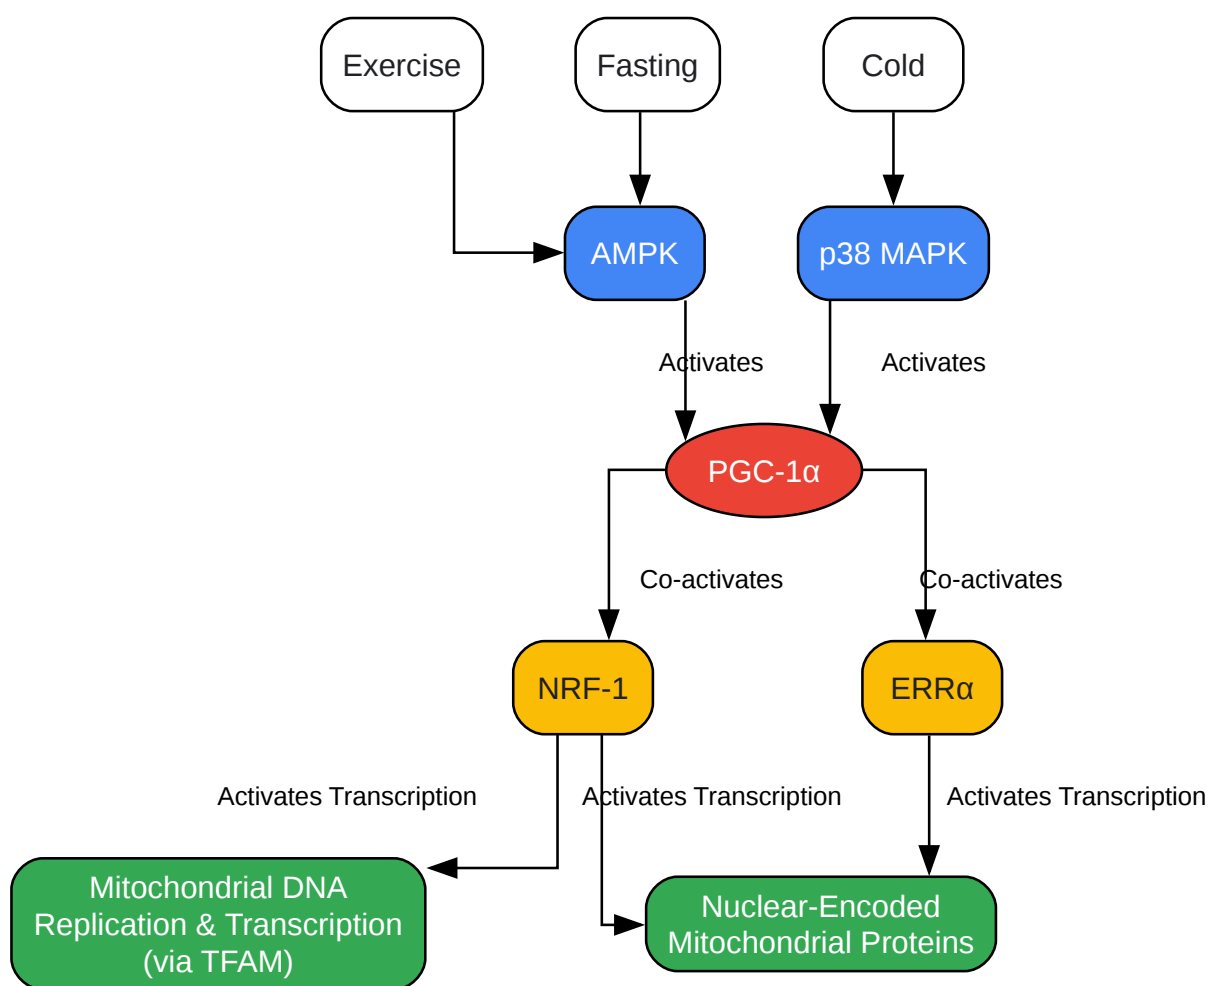 Exercise
Fasting
Cold
AMPK
p38 MAPK
Activates
Activates
PGC-1α
Co-activates
Co-activates
NRF-1
ERRα
Activates Transcription
Activates Transcription
Activates Transcription
Mitochondrial DNA
Replication & Transcription
(via TFAM)
Nuclear-Encoded
Mitochondrial Proteins